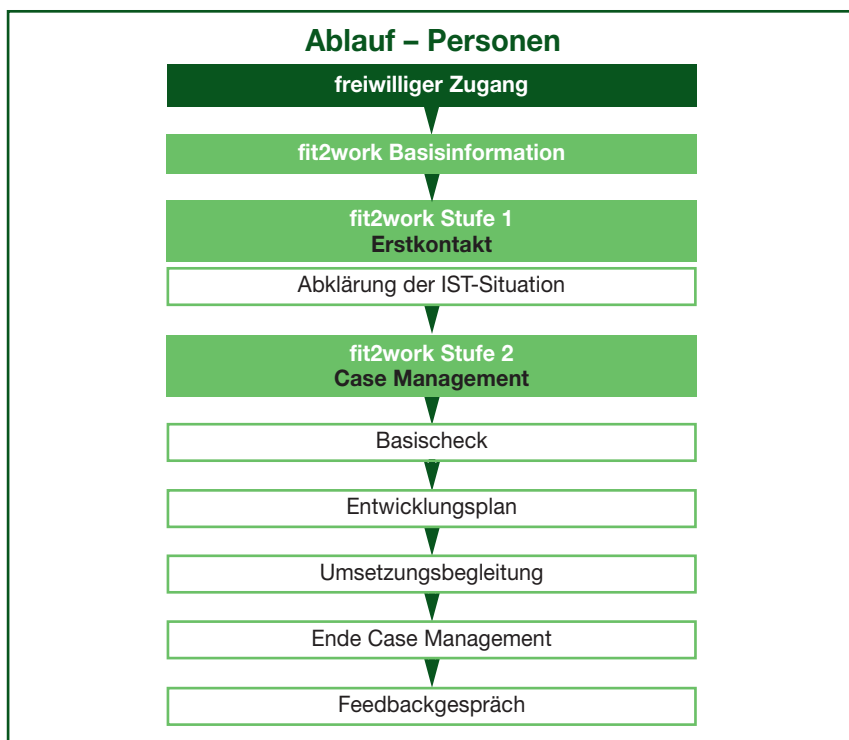 Ablauf – Personen
freiwilliger Zugang
fit2work Basisinformation
fit2work Stufe 1
Erstkontakt
Abklärung der IST-Situation
fit2work Stufe 2
Case Management
Basischeck
Entwicklungsplan
Umsetzungsbegleitung
Ende Case Management
Feedbackgespräch